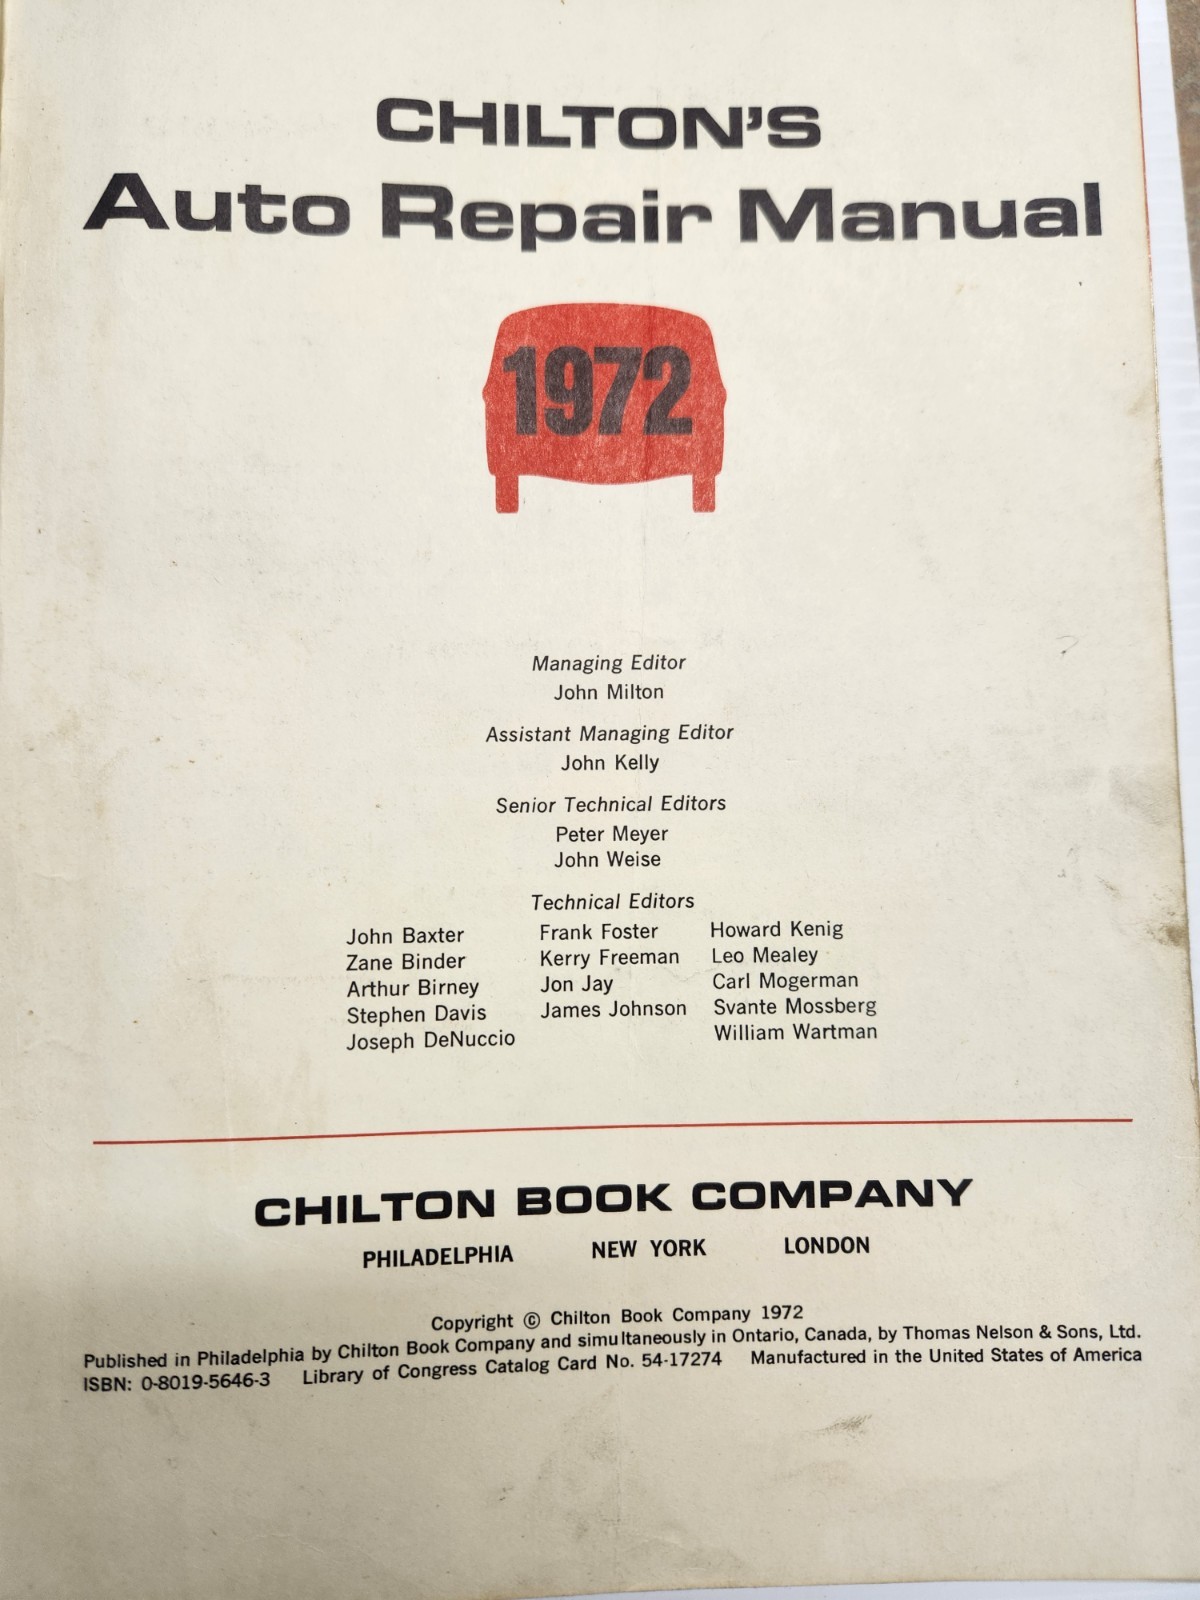 CHILTON'S
Auto Repair Manual
1972
Managing Editor
John Milton
Assistant Managing Editor
John Kelly
Senior Technical Editors
Peter Meyer
John Weise
Technical Editors
John Baxter
Zane Binder
Arthur Birney
Stephen Davis
Joseph DeNuccio
Frank Foster
Kerry Freeman
Jon Jay
James Johnson
Howard Kenig
Leo Mealey
Carl Mogerman
Svante Mossberg
William Wartman
CHILTON BOOK COMPANY
PHILADELPHIA NEW YORK LONDON
Copyright © Chilton Book Company 1972
Published in Philadelphia by Chilton Book Company and simultaneously in Ontario, Canada, by Thomas Nelson & Sons, Ltd.
ISBN: 0-8019-5646-3 Library of Congress Catalog Card No. 54-17274 Manufactured in the United States of America